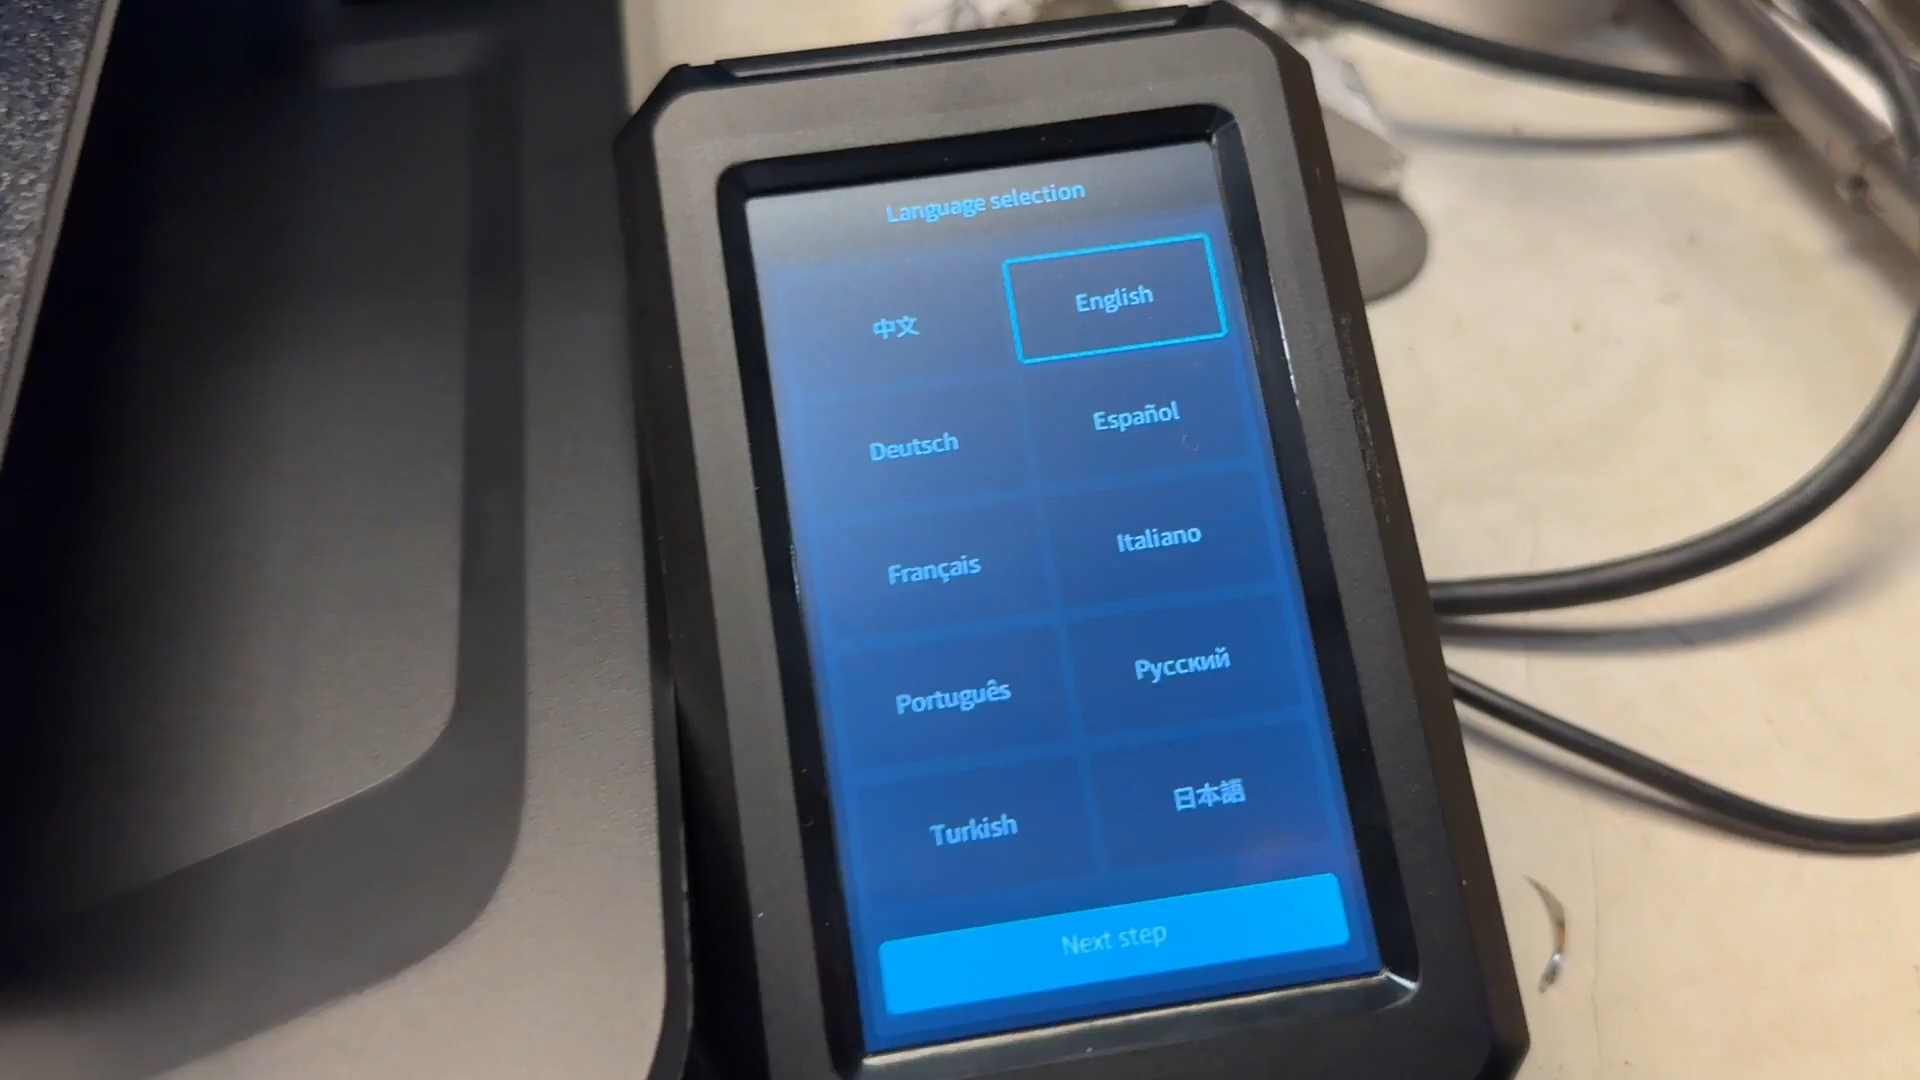 Language selection
中文
English
Deutsch
Español
Français
Italiano
Português
Русский
Turkish
日本語
Next step